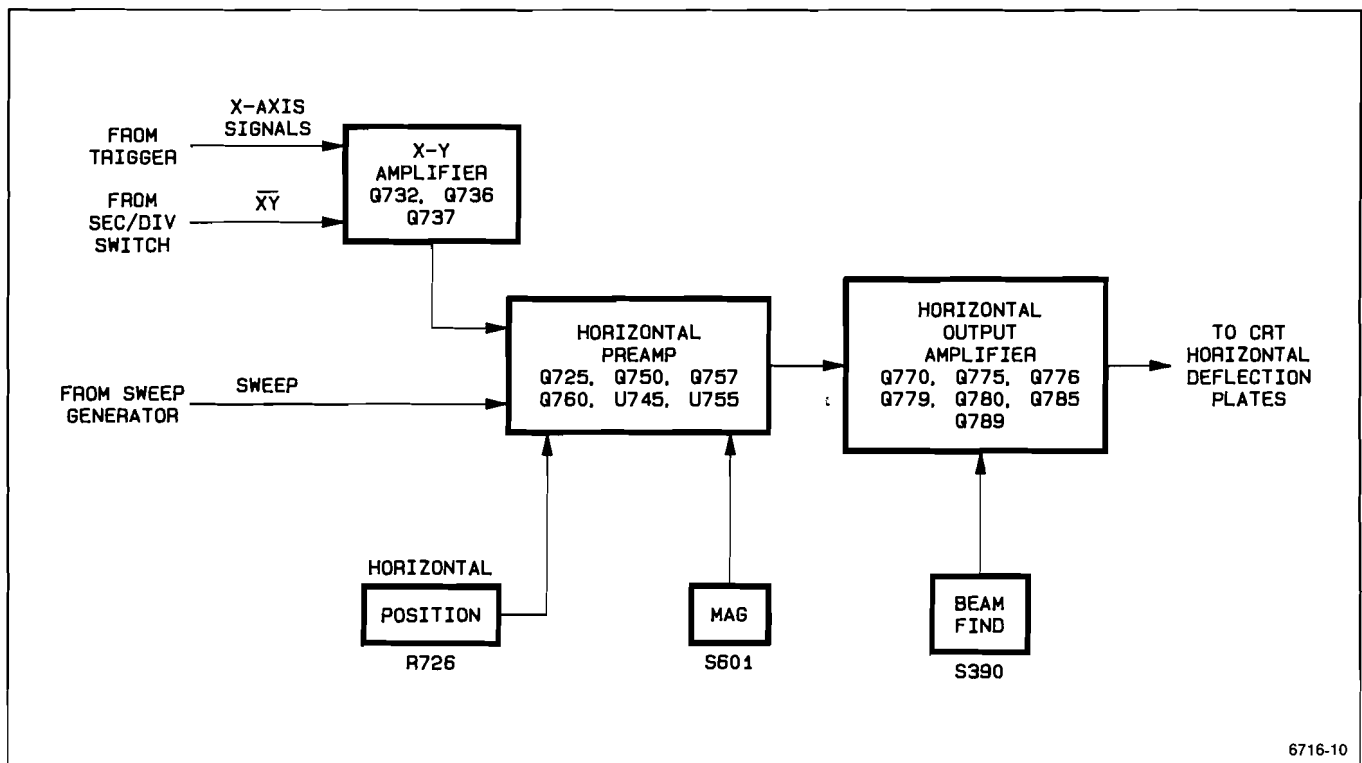 X-AXIS
SIGNALS
FROM
TRIGGER
FROM
SEC/DIV
SWITCH
X̅Y̅
X-Y
AMPLIFIER
Q732, Q736
Q737
FROM SWEEP
GENERATOR
SWEEP
HORIZONTAL
PREAMP
Q725, Q750, Q757
Q760, U745, U755
HORIZONTAL
OUTPUT
AMPLIFIER
Q770, Q775, Q776
Q779, Q780, Q785
Q789
TO CRT
HORIZONTAL
DEFLECTION
PLATES
HORIZONTAL
POSITION
R726
MAG
S601
BEAM
FIND
S390
6716-10